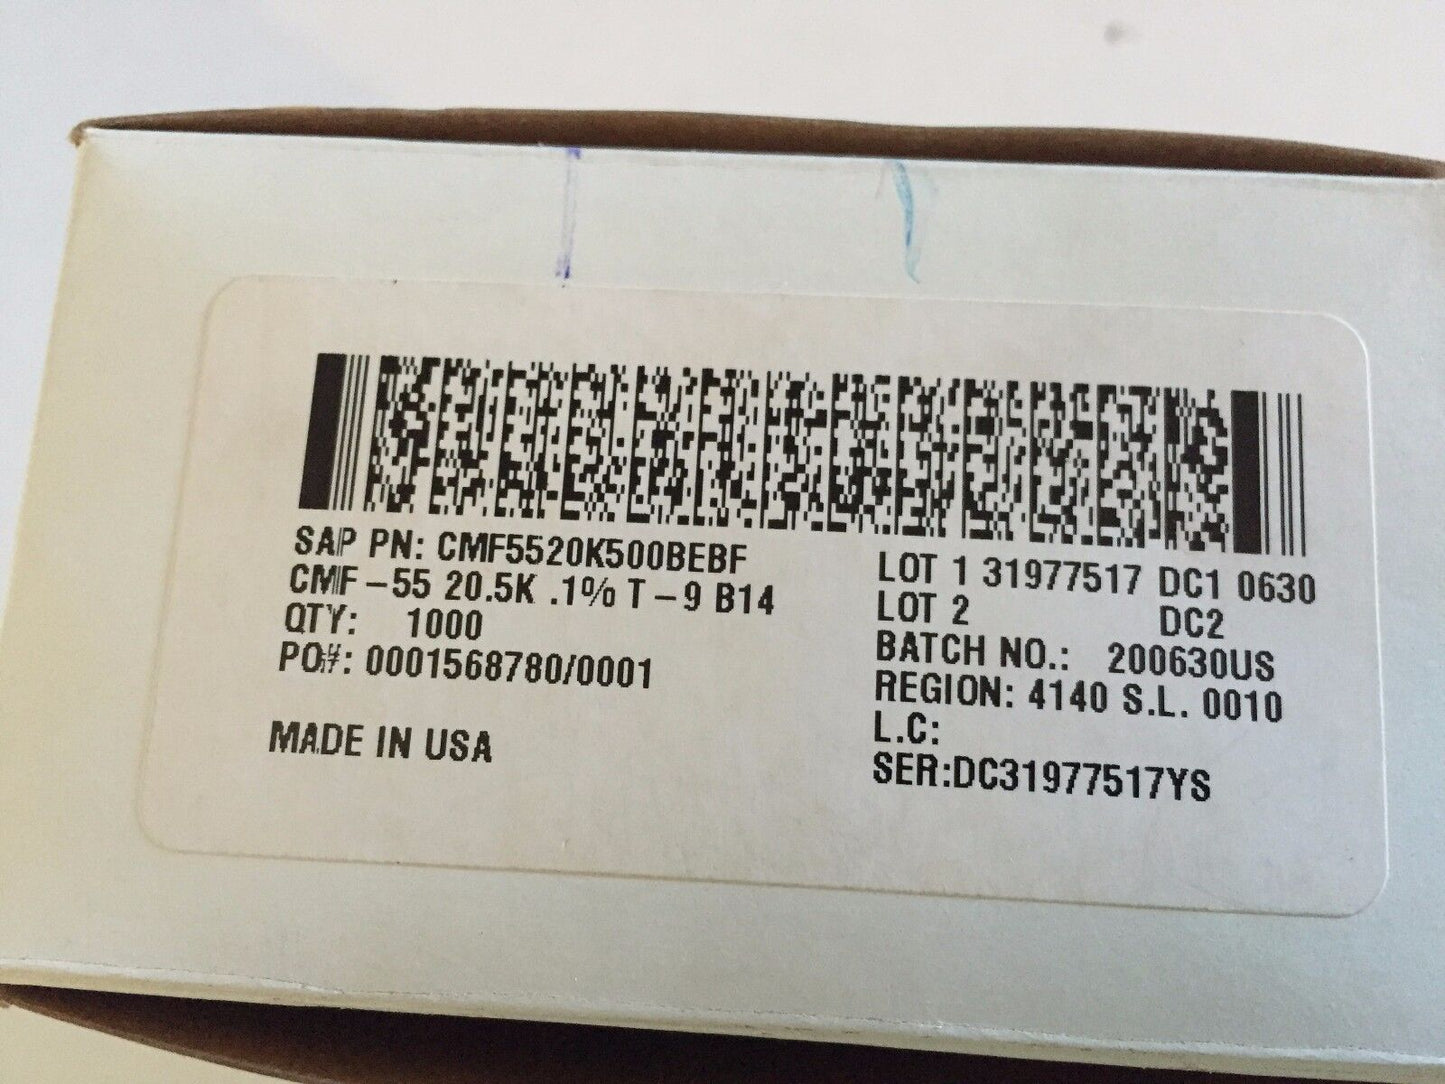 SAP PN: CMF5520K500BEBF
CMF-55 20.5K .1% T-9 B14
QTY: 1000
PO#: 0001568780/0001
MADE IN USA
LOT 1 31977517 DC1 0630
LOT 2 DC2
BATCH NO.: 200630US
REGION: 4140 S.L. 0010
L.C:
SER:DC31977517YS